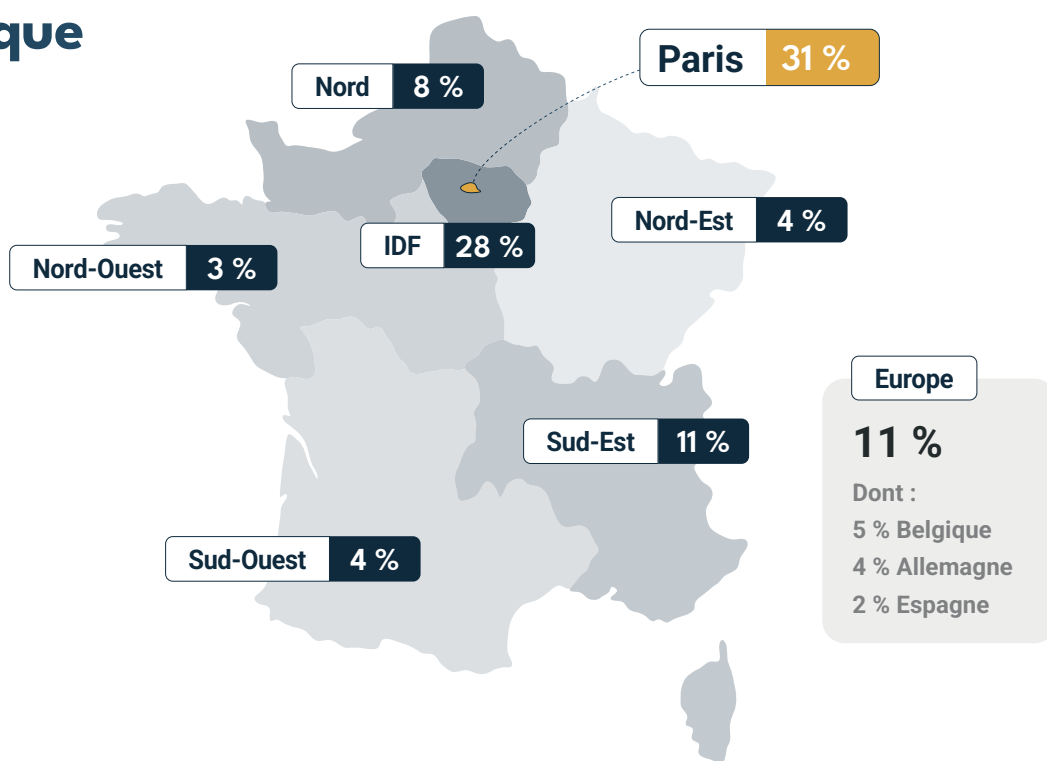 que
Paris 31 %
Nord 8 %
Nord-Est 4 %
IDF 28 %
Nord-Ouest 3 %
Europe
11 %
Dont :
5 % Belgique
4 % Allemagne
2 % Espagne
Sud-Est 11 %
Sud-Ouest 4 %